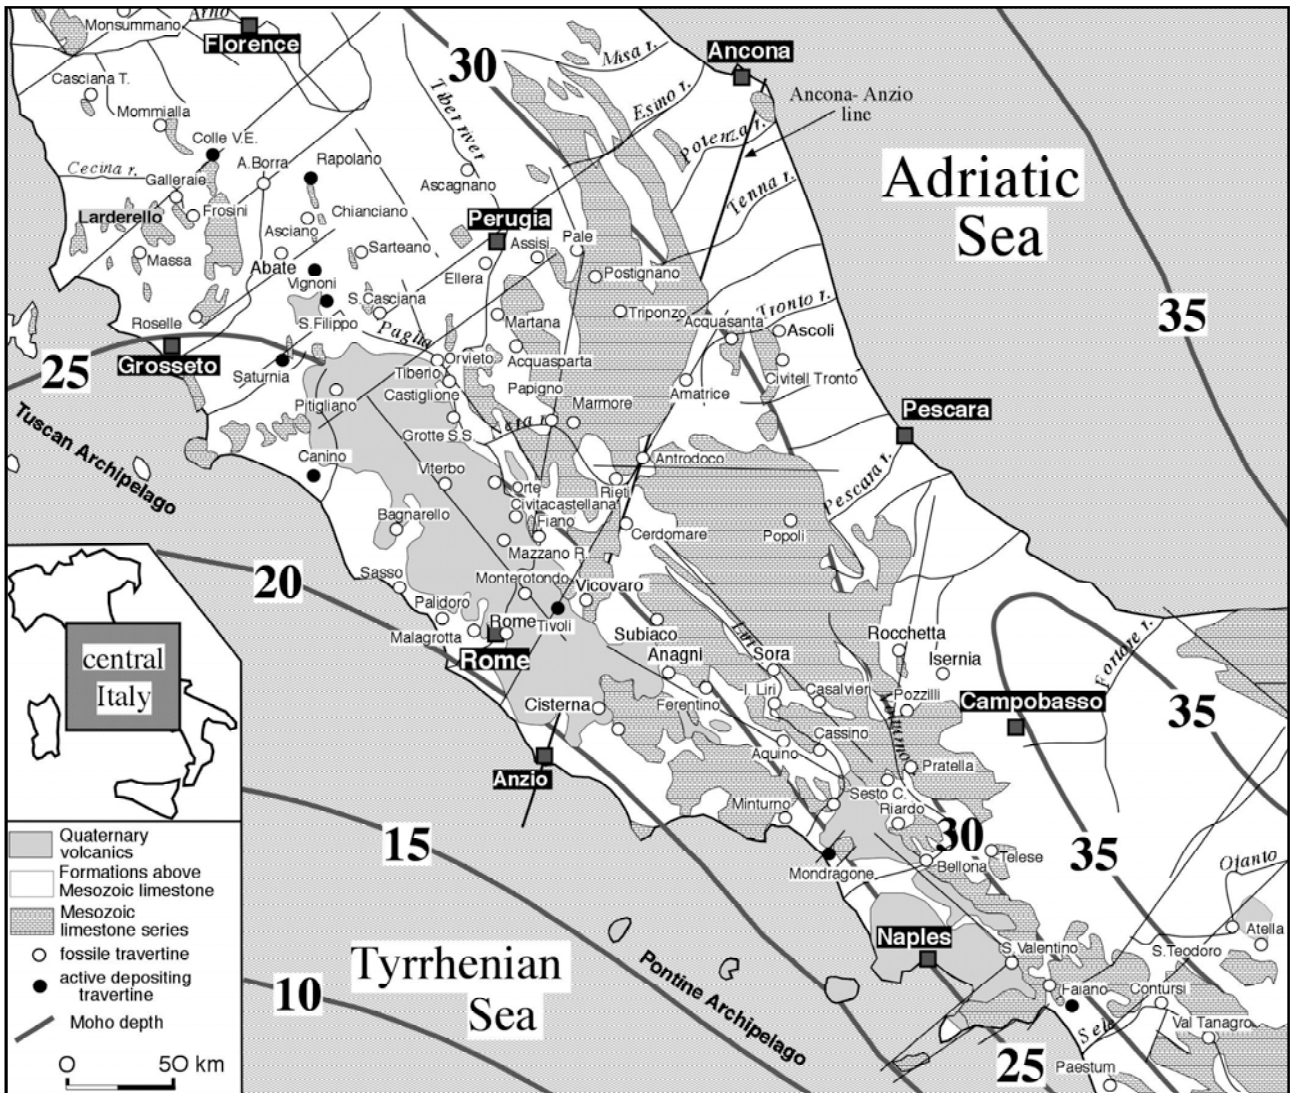 Monsummano
Arno
Florence
Casciana T.
Mommialla
Colle V.E.
Cecina r.
A.Borra
Rapolano
Galleraie
Larderello
Frosini
Chianciano
Asciano
Massa
Abate
Sarteano
Vignoni
S.Casciana
Roselle
S.Filippo
Paglia
Grosseto
25
Saturnia
Pitigliano
Tuscan Archipelago
Canino
30
Misa r.
Ancona
Tiber river
Esino r.
Ancona- Anzio
line
Potenza r.
Ascagnano
Tenna r.
Perugia
Assisi
Pale
Ellera
Postignano
Adriatic
Sea
35
Martana
Triponzo
Tronto r.
Acquasanta
Ascoli
Orvieto
Tiberio
Acquasparta
Castiglione
Papigno
Civitell Tronto
Amatrice
Marmore
Pescara
Grotte S.S.
Viterbo
Antrodoco
Pescara r.
Orte
Rieti
Civitacastellana
Bagnarello
Fiano
Cerdomare
Popoli
Mazzano R.
20
Sasso
Monterotondo
Vicovaro
Palidoro
Rome
Tivoli
Malagrotta
Subiaco
Rome
Anagni
Sora
Liri
Rocchetta
Isernia
Fortore r.
I. Liri
Casalvieri
Pozzilli
Campobasso
35
Cisterna
Ferentino
Volturno
Cassino
Aquino
Anzio
Pratella
Sesto C.
Minturno
Riardo
30
35
15
Mondragone
Bellona
Telese
Ofanto
Naples
S.Valentino
S.Teodoro
Atella
Tyrrhenian
Sea
Pontine Archipelago
Faiano
Contursi
10
Sele
Val Tanagro
25
Paestum
central
Italy
Quaternary
volcanics
Formations above
Mesozoic limestone
Mesozoic
limestone series
fossile travertine
active depositing
travertine
Moho depth
0 50 km